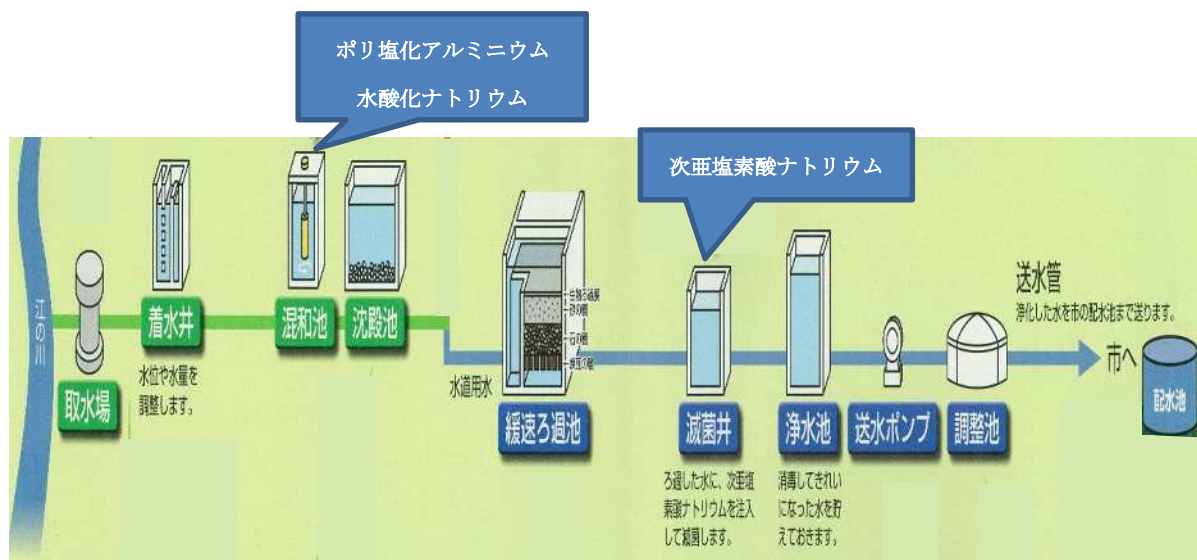 ポリ塩化アルミニウム
水酸化ナトリウム
次亜塩素酸ナトリウム
江の川
取水場
着水井
水位や水量を
調整します。
混和池
沈殿池
水道用水
砂の層
石の層
緩速ろ過池
滅菌井
ろ過した水に、次亜塩
素酸ナトリウムを注入
して滅菌します。
浄水池
消毒してきれい
になった水を貯
えておきます。
送水ポンプ
調整池
送水管
浄化した水を市の配水池まで送ります。
市へ
配水池